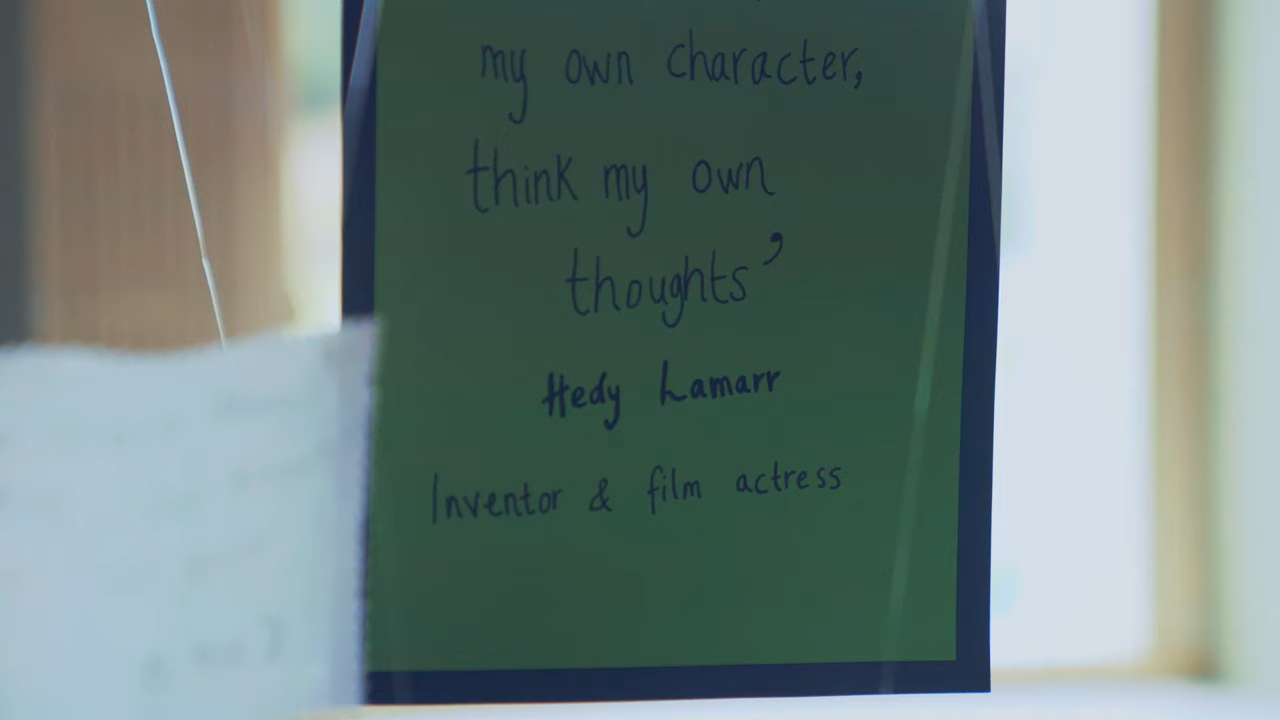 my own character,
think my own
thoughts’
Hedy Lamarr
Inventor & film actress